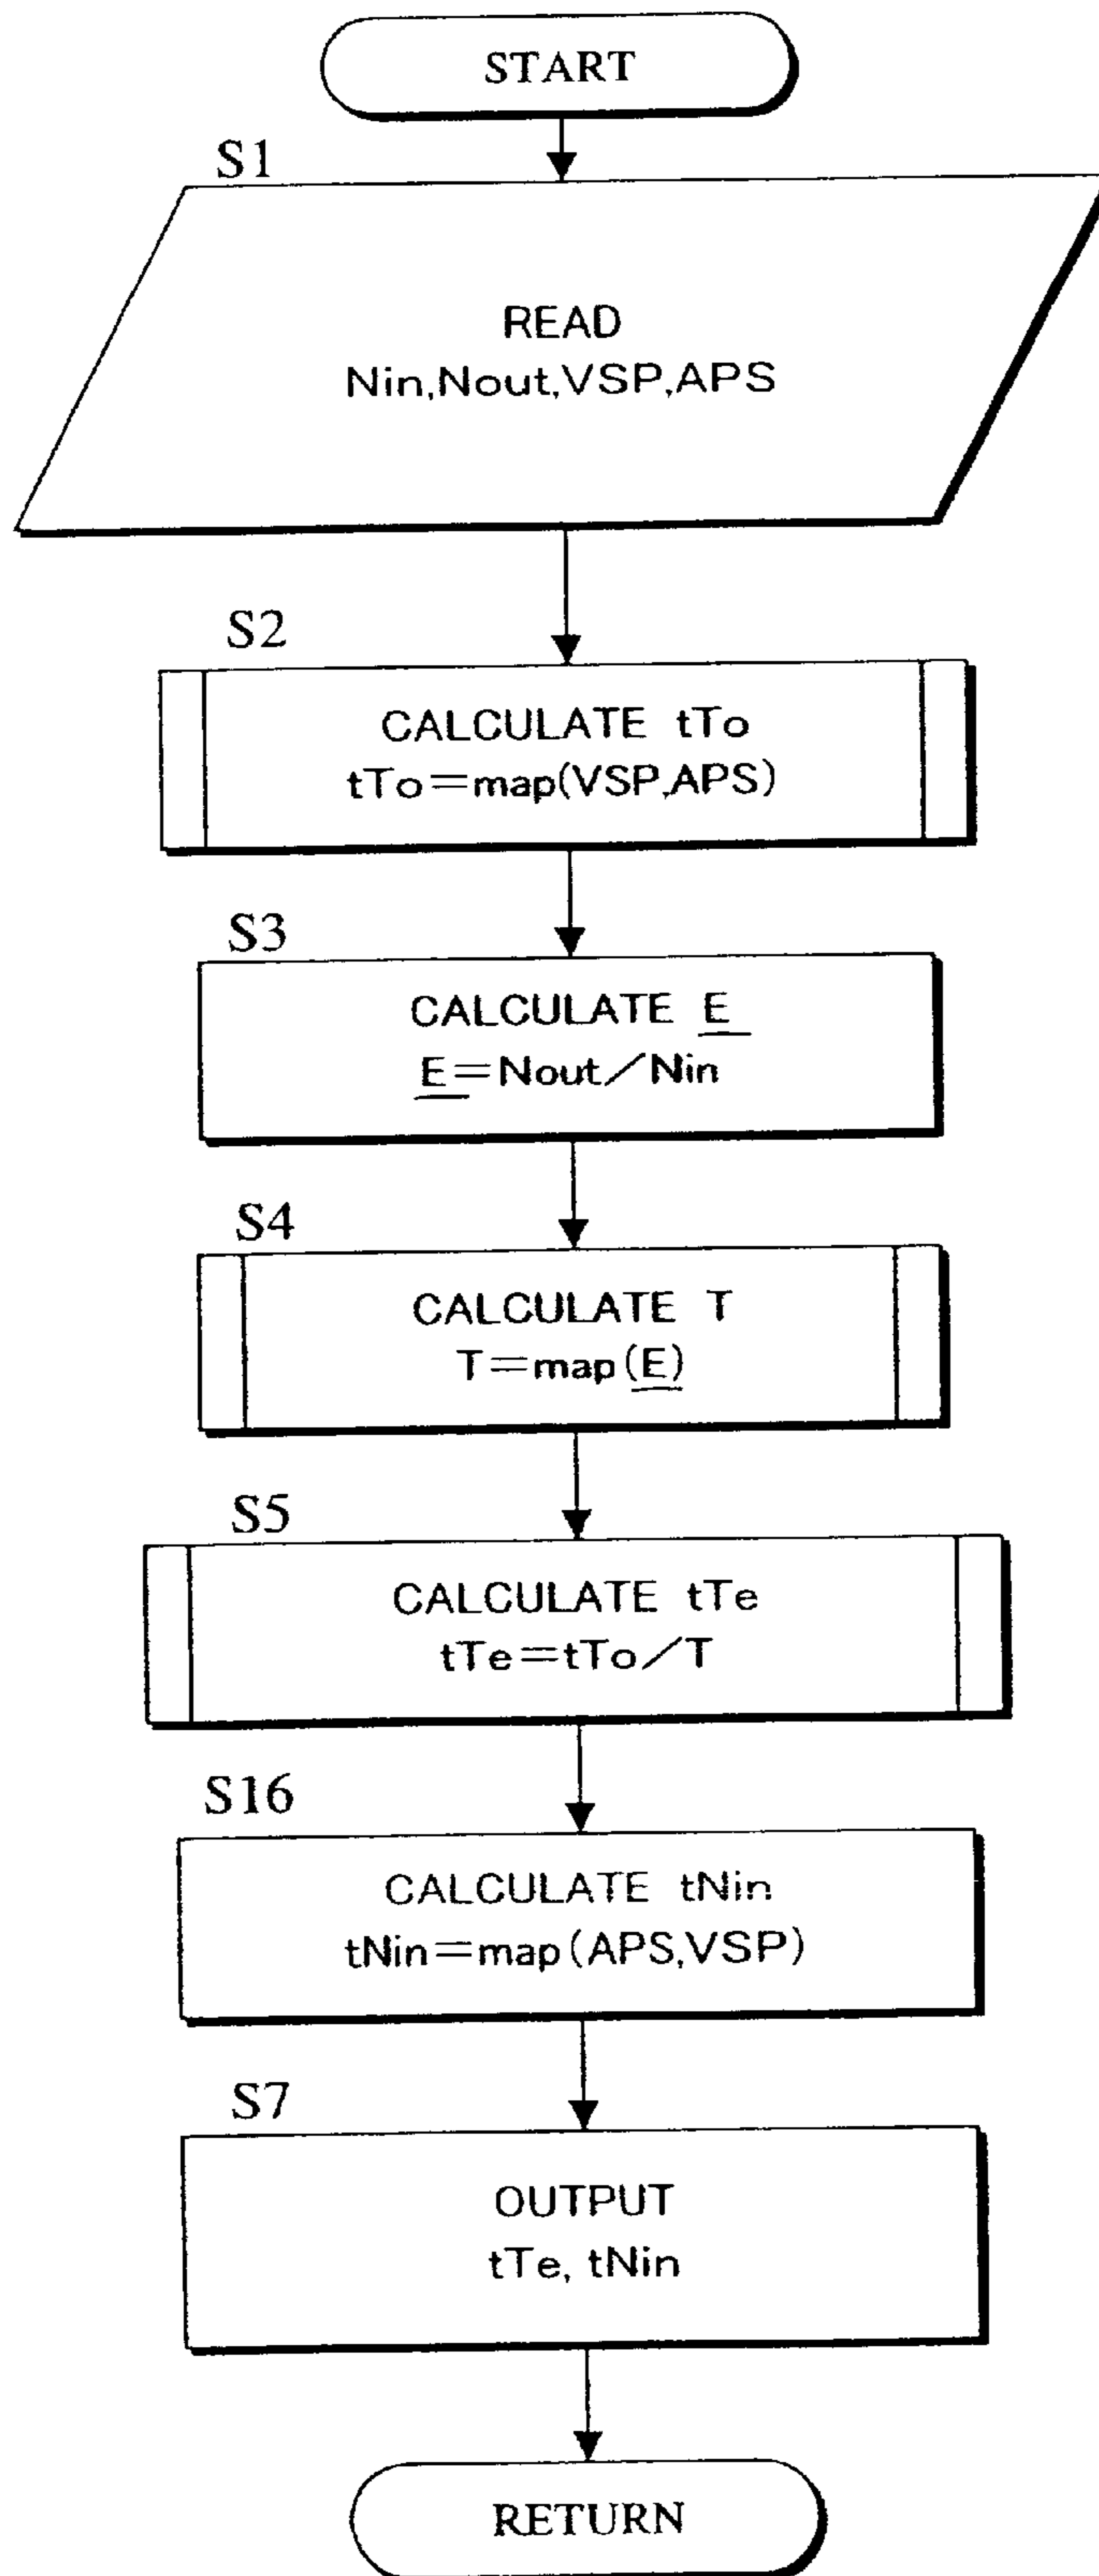 START
S1
READ
Nin,Nout,VSP,APS
S2
CALCULATE tTo
tTo=map(VSP,APS)
S3
CALCULATE E
E=Nout/Nin
S4
CALCULATE T
T=map(E)
S5
CALCULATE tTe
tTe=tTo/T
S16
CALCULATE tNin
tNin=map(APS,VSP)
S7
OUTPUT
tTe, tNin
RETURN